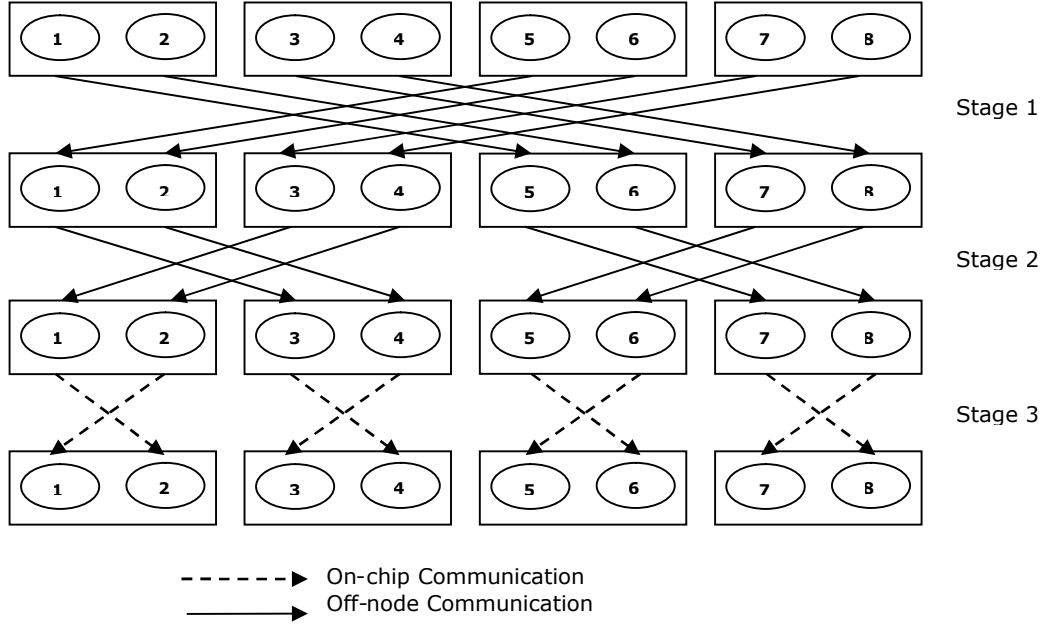 1 2 3 4 5 6 7 8
Stage 1
1 2 3 4 5 6 7 8
Stage 2
1 2 3 4 5 6 7 8
Stage 3
1 2 3 4 5 6 7 8
On-chip Communication
Off-node Communication